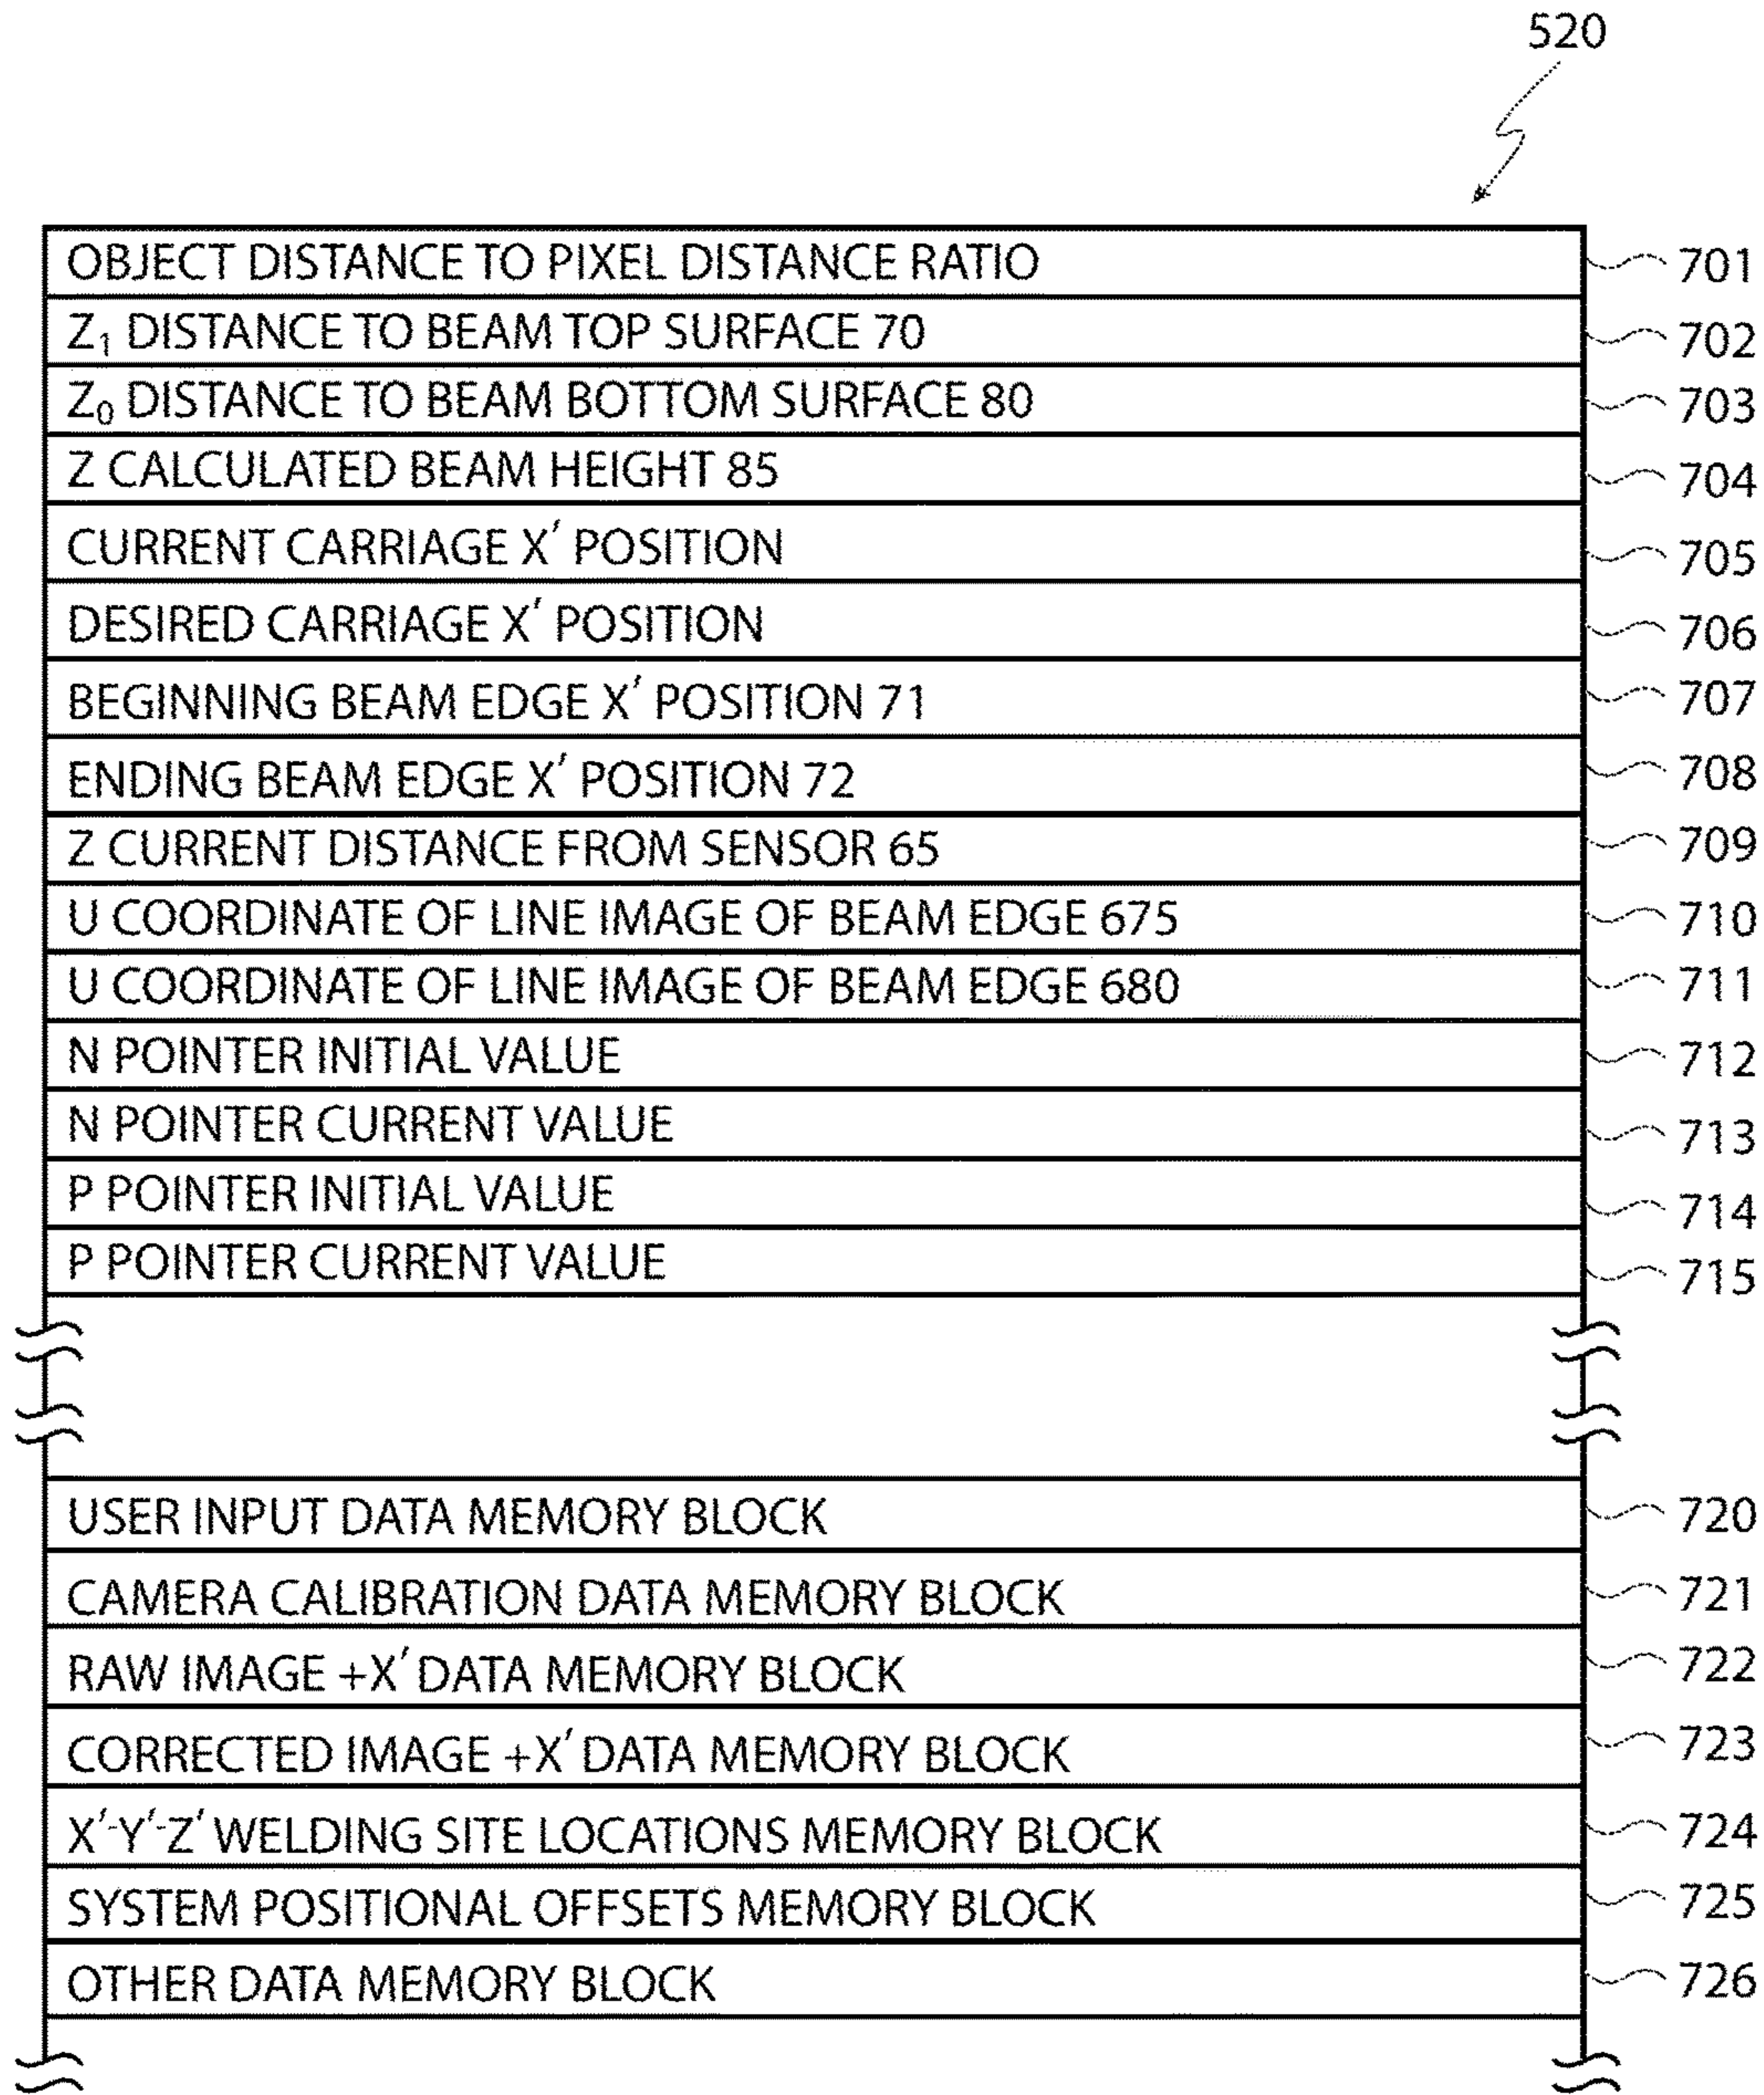 520
OBJECT DISTANCE TO PIXEL DISTANCE RATIO 701
Z₁ DISTANCE TO BEAM TOP SURFACE 70 702
Z₀ DISTANCE TO BEAM BOTTOM SURFACE 80 703
Z CALCULATED BEAM HEIGHT 85 704
CURRENT CARRIAGE X′ POSITION 705
DESIRED CARRIAGE X′ POSITION 706
BEGINNING BEAM EDGE X′ POSITION 71 707
ENDING BEAM EDGE X′ POSITION 72 708
Z CURRENT DISTANCE FROM SENSOR 65 709
U COORDINATE OF LINE IMAGE OF BEAM EDGE 675 710
U COORDINATE OF LINE IMAGE OF BEAM EDGE 680 711
N POINTER INITIAL VALUE 712
N POINTER CURRENT VALUE 713
P POINTER INITIAL VALUE 714
P POINTER CURRENT VALUE 715
USER INPUT DATA MEMORY BLOCK 720
CAMERA CALIBRATION DATA MEMORY BLOCK 721
RAW IMAGE +X′ DATA MEMORY BLOCK 722
CORRECTED IMAGE +X′ DATA MEMORY BLOCK 723
X′-Y′-Z′ WELDING SITE LOCATIONS MEMORY BLOCK 724
SYSTEM POSITIONAL OFFSETS MEMORY BLOCK 725
OTHER DATA MEMORY BLOCK 726